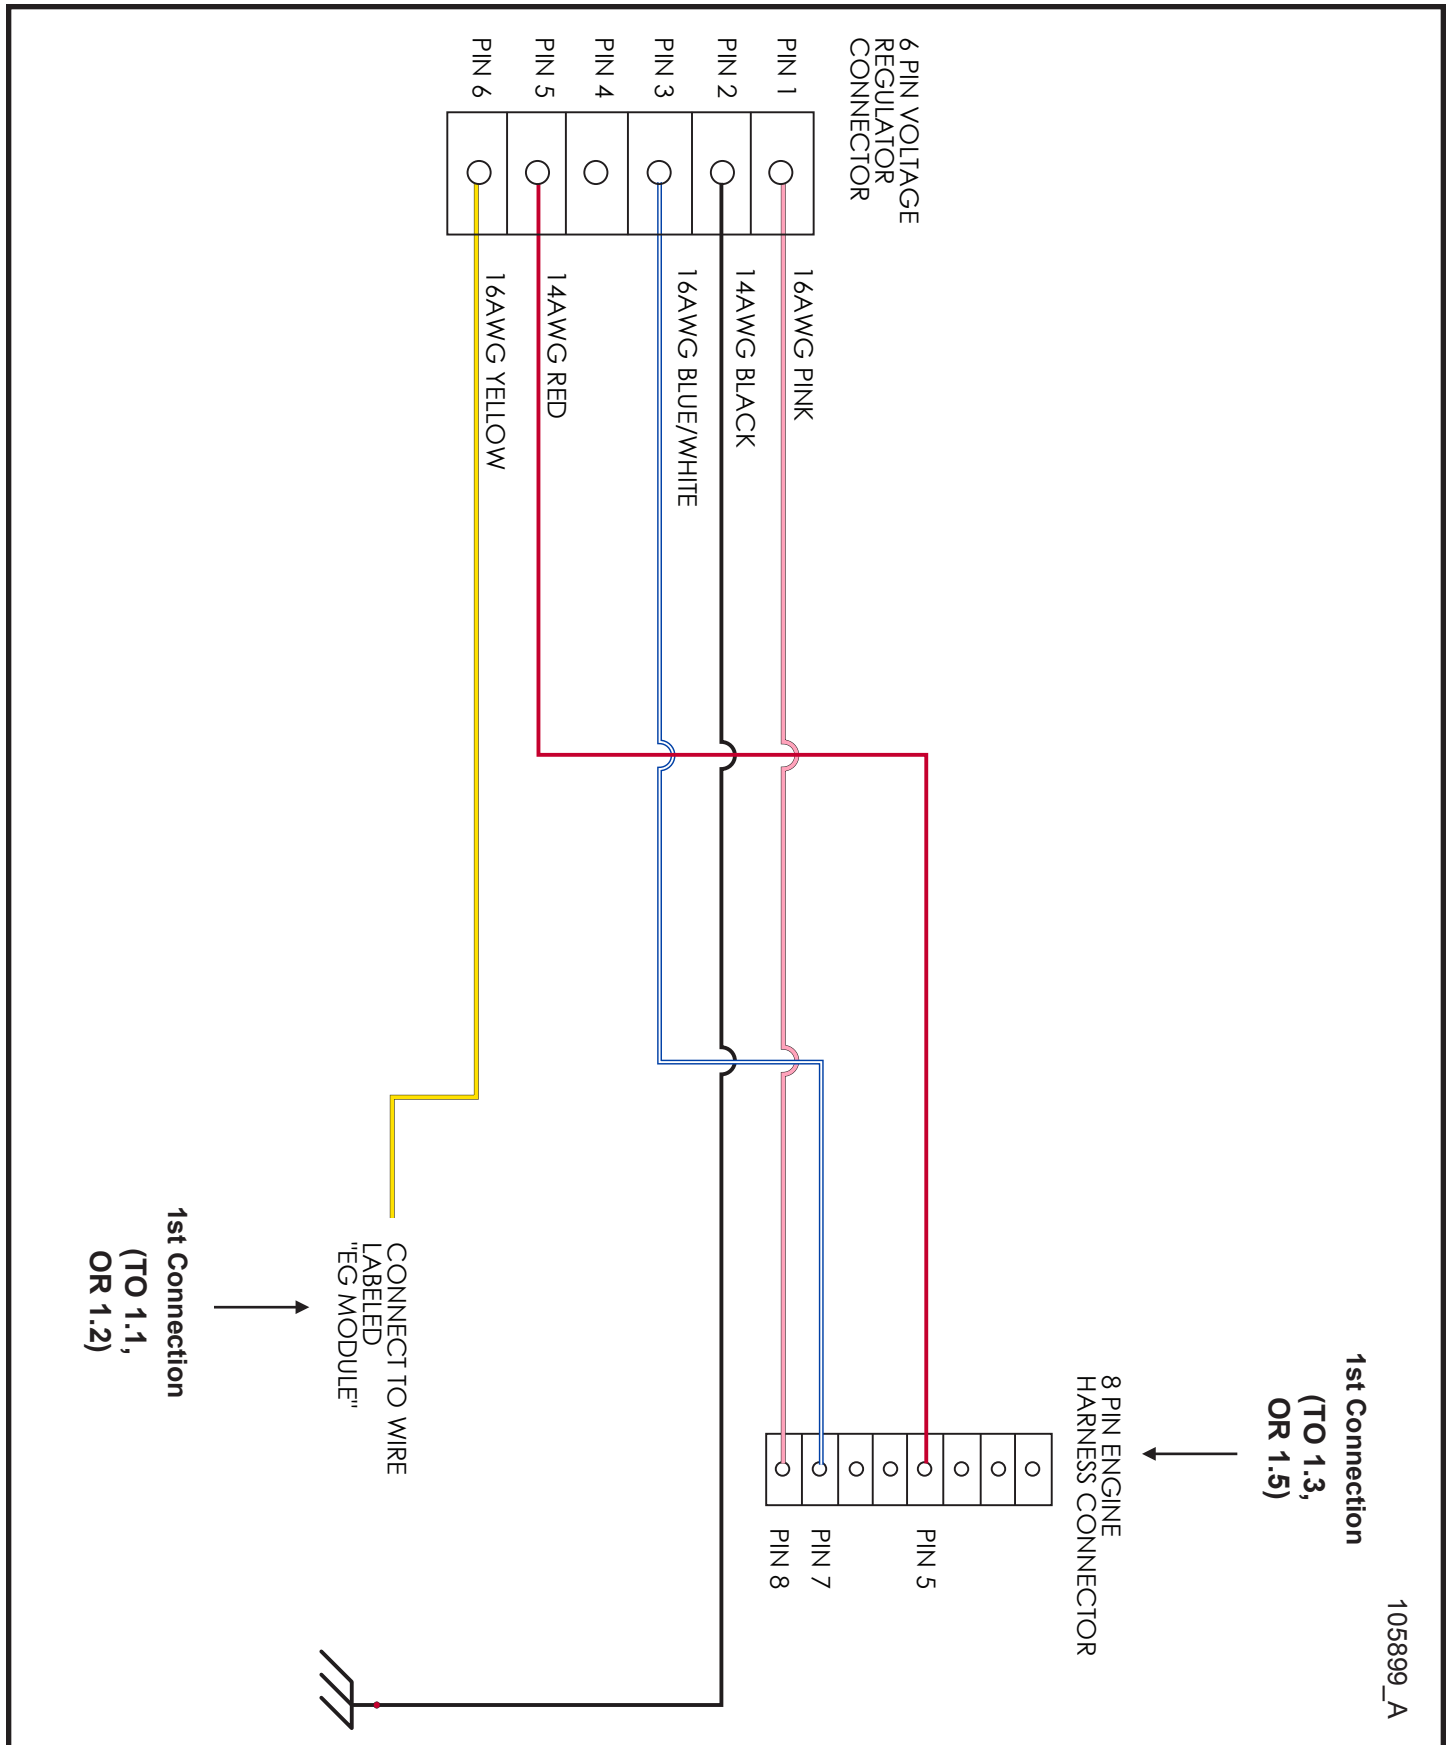 105899_A
1st Connection
(TO 1.3,
OR 1.5)
8 PIN ENGINE
HARNESS CONNECTOR
PIN 5
PIN 7
PIN 8
6 PIN VOLTAGE
REGULATOR
CONNECTOR
PIN 1
16AWG PINK
PIN 2
14AWG BLACK
PIN 3
16AWG BLUE/WHITE
PIN 4
PIN 5
14AWG RED
PIN 6
16AWG YELLOW
CONNECT TO WIRE
LABELED
"EG MODULE"
1st Connection
(TO 1.1,
OR 1.2)